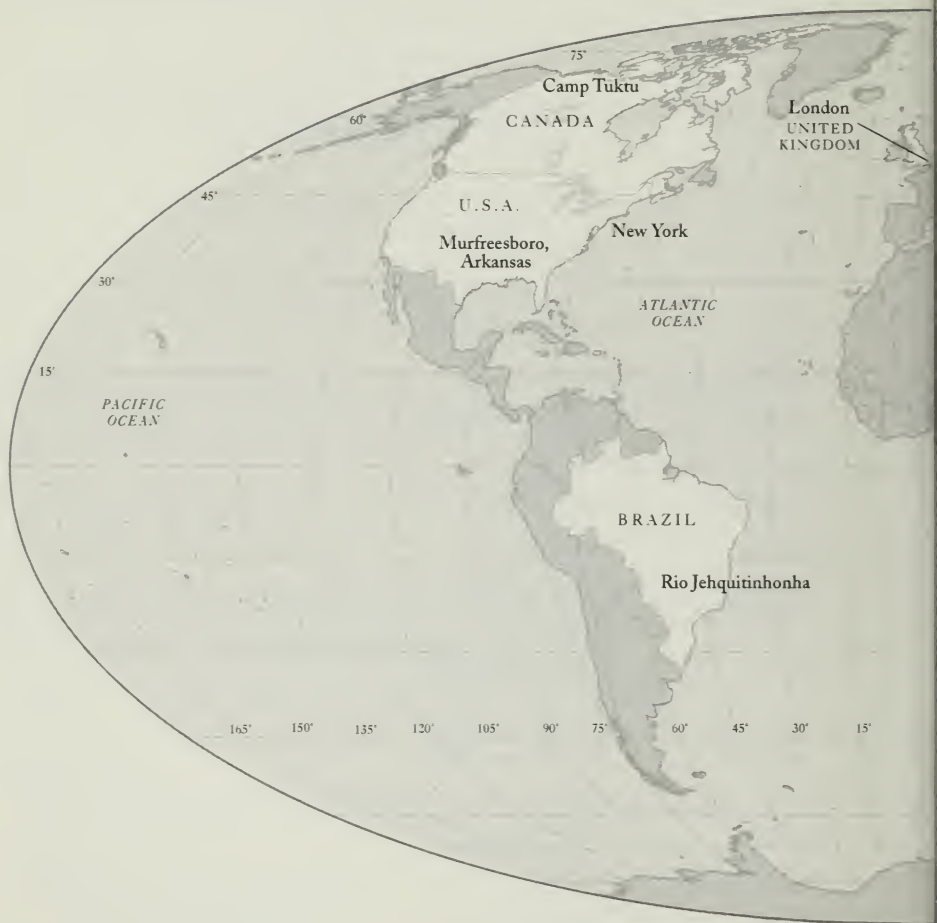 75°
Camp Tuktu
London
CANADA
UNITED
KINGDOM
60°
45°
U.S.A.
New York
Murfreesboro,
Arkansas
30°
ATLANTIC
OCEAN
15°
PACIFIC
OCEAN
BRAZIL
Rio Jehquitinhonha
165° 150° 135° 120° 105° 90° 75° 60° 45° 30° 15°